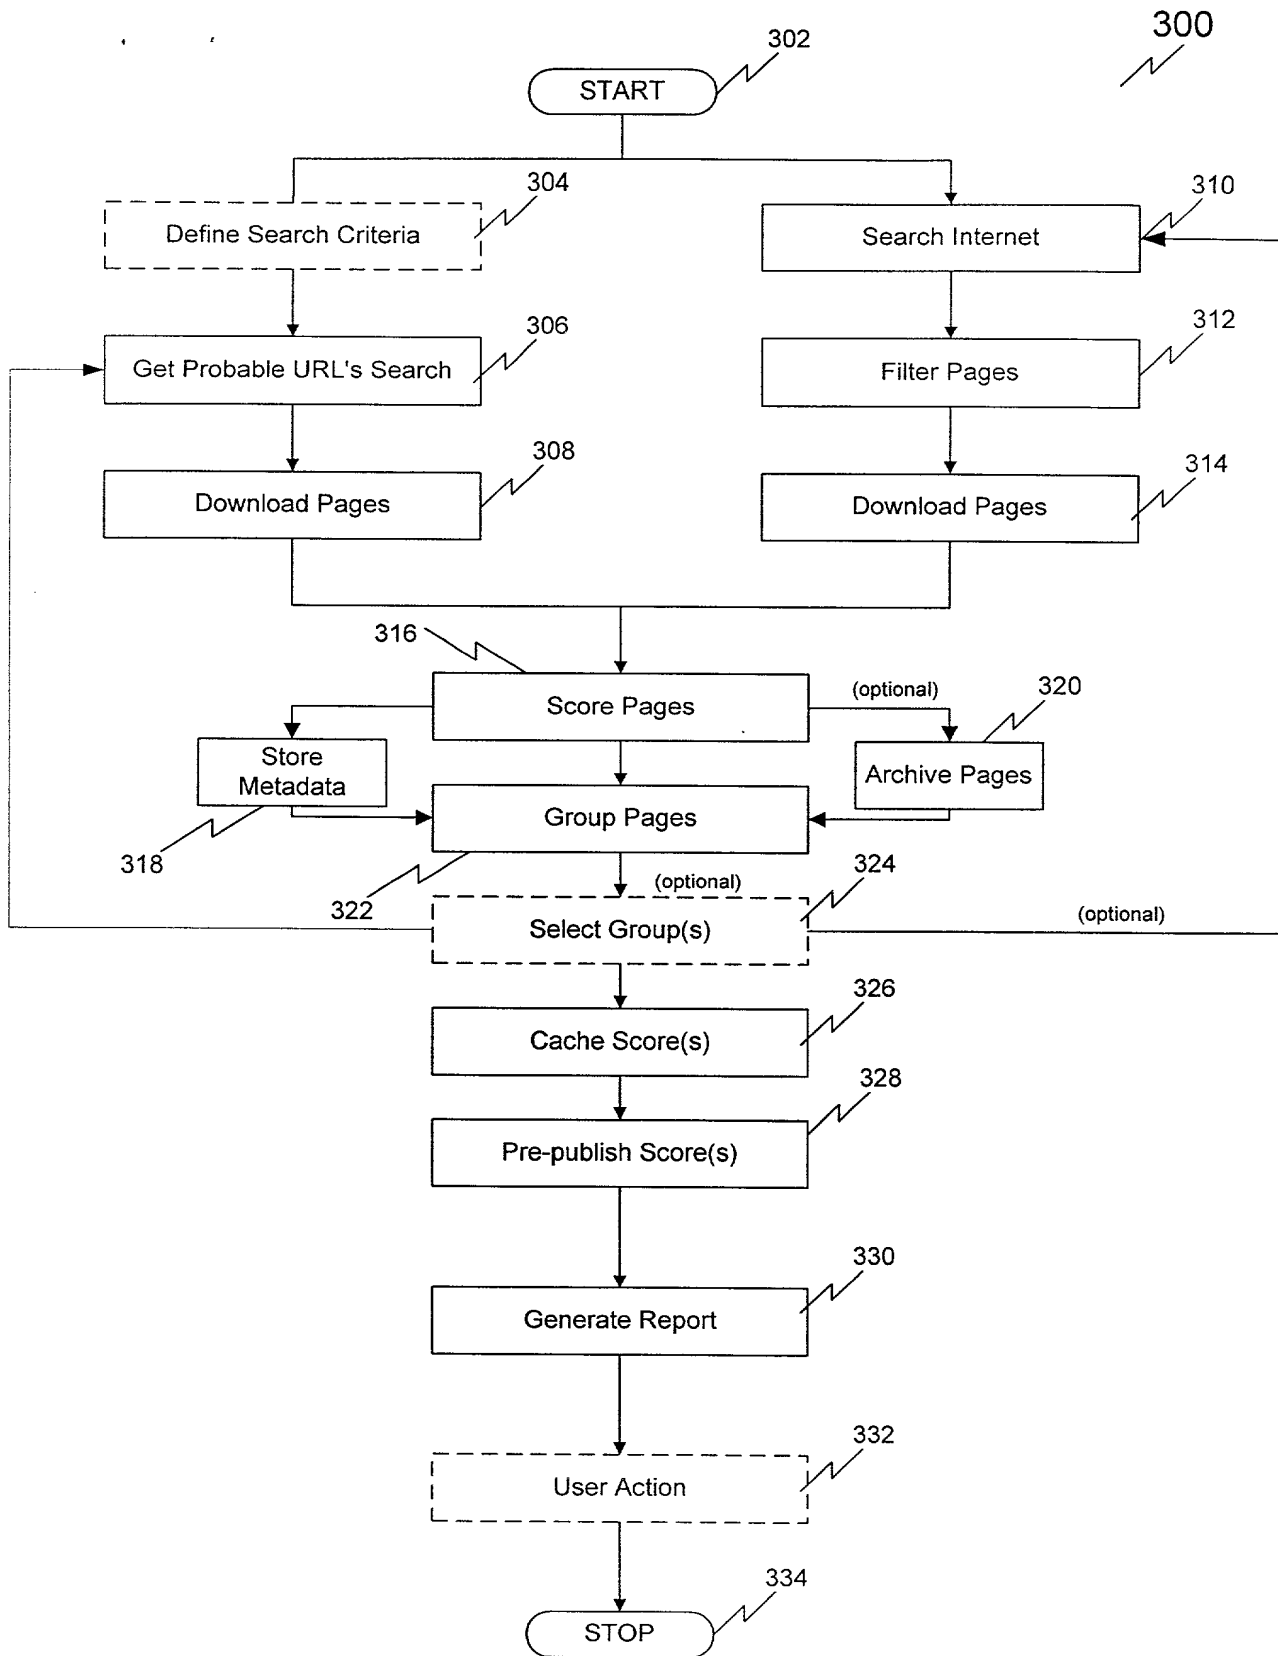 300
302
START
304
Define Search Criteria
310
Search Internet
306
Get Probable URL's Search
312
Filter Pages
308
Download Pages
314
Download Pages
316
Score Pages
(optional)
320
Store
Metadata
Archive Pages
318
Group Pages
322
(optional)
324
Select Group(s)
(optional)
326
Cache Score(s)
328
Pre-publish Score(s)
330
Generate Report
332
User Action
334
STOP